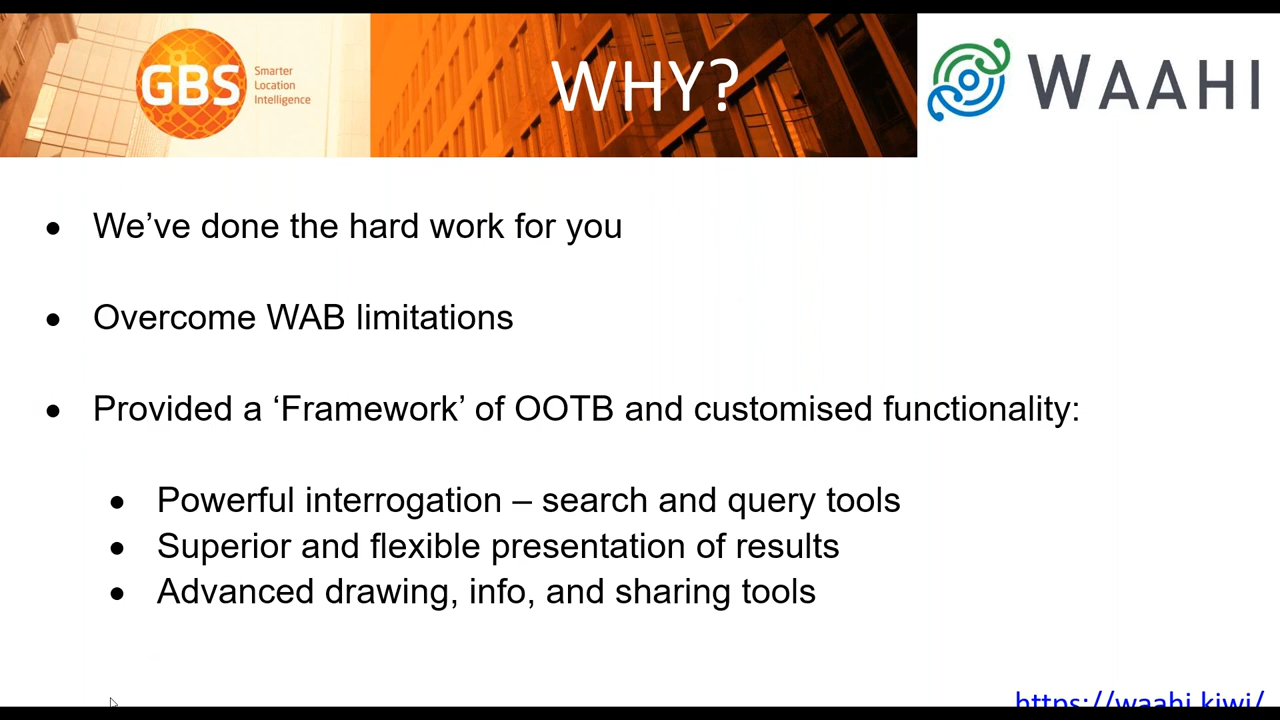 GBS
Smarter
Location
Intelligence
WHY?
WAAHI
• We’ve done the hard work for you
• Overcome WAB limitations
• Provided a ‘Framework’ of OOTB and customised functionality:
• Powerful interrogation – search and query tools
• Superior and flexible presentation of results
• Advanced drawing, info, and sharing tools
https://waahi.kiwi/